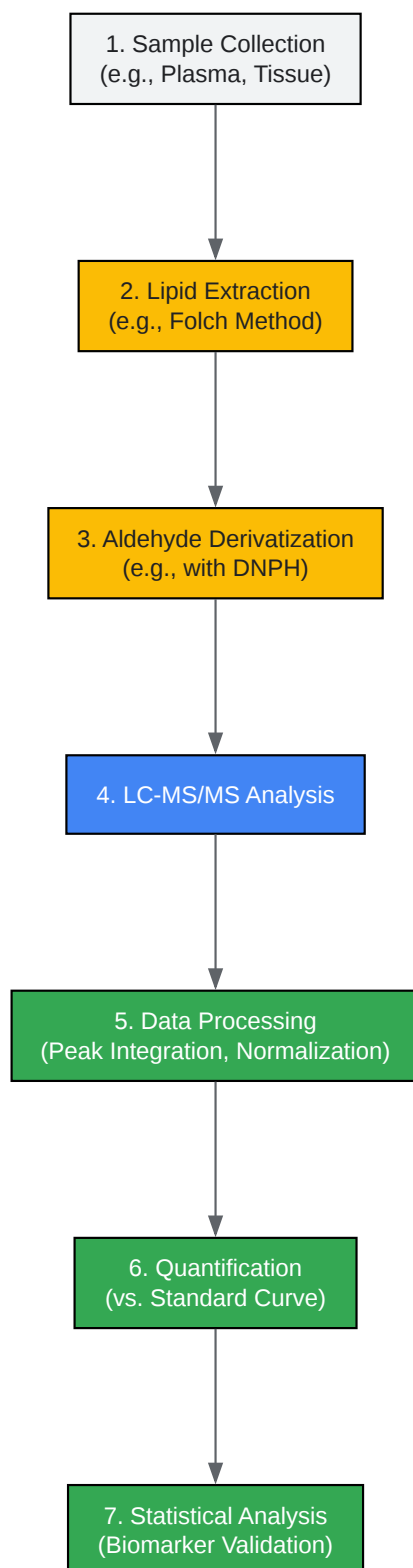 1. Sample Collection
(e.g., Plasma, Tissue)
2. Lipid Extraction
(e.g., Folch Method)
3. Aldehyde Derivatization
(e.g., with DNPH)
4. LC-MS/MS Analysis
5. Data Processing
(Peak Integration, Normalization)
6. Quantification
(vs. Standard Curve)
7. Statistical Analysis
(Biomarker Validation)